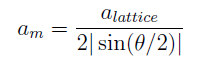 a_m = \frac{a_{lattice}}{2|\sin(\theta/2)|}